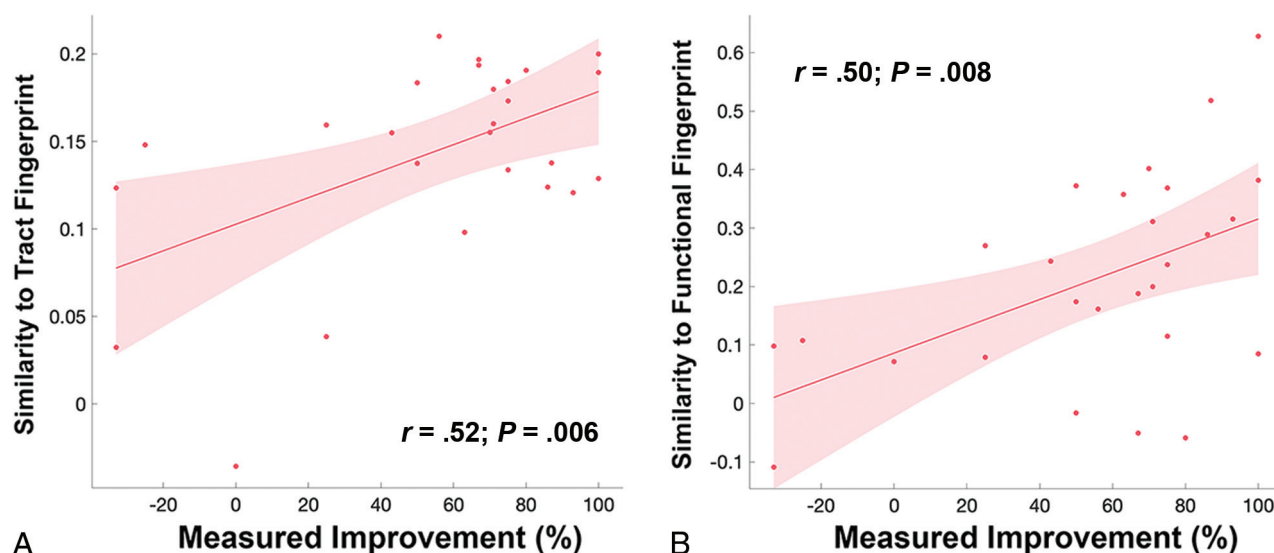 Similarity to Tract Fingerprint
0.2
0.15
0.1
0.05
0
r = .52; P = .006
-20 0 20 40 60 80 100
Measured Improvement (%)
A
Similarity to Functional Fingerprint
0.6
0.5
0.4
0.3
0.2
0.1
0
-0.1
r = .50; P = .008
-20 0 20 40 60 80 100
Measured Improvement (%)
B